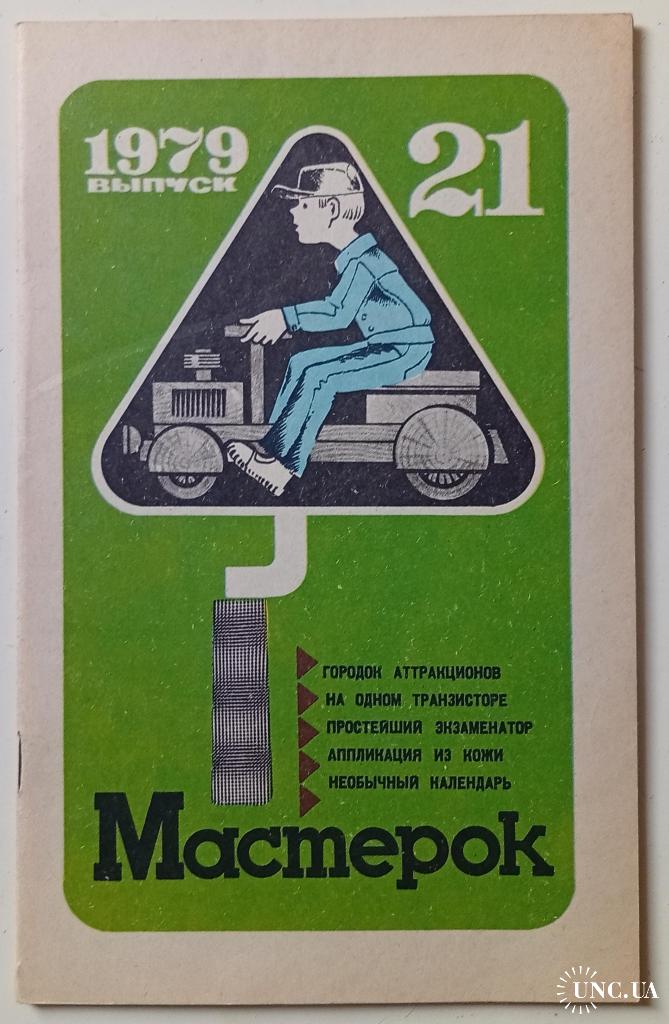 1979
ВЫПУСК
21
ГОРОДОК АТТРАКЦИОНОВ
НА ОДНОМ ТРАНЗИСТОРЕ
ПРОСТЕЙШИЙ ЭКЗАМЕНАТОР
АППЛИКАЦИЯ ИЗ КОЖИ
НЕОБЫЧНЫЙ КАЛЕНДАРЬ
Мастерок
UNC.UA